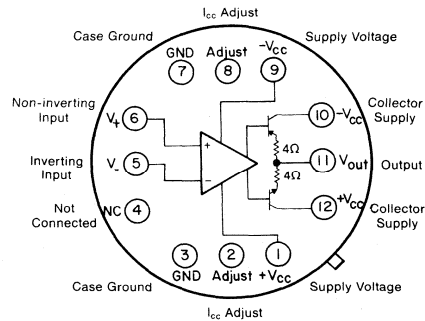 Icc Adjust
Case Ground
Supply Voltage
GND
Adjust
-Vcc
7
8
9
Non-inverting
Input
V+
6
10
-Vcc
Collector
Supply
+
4Ω
Inverting
Input
V-
5
11
Vout
Output
−
4Ω
Not
Connected
NC
4
12
+Vcc
Collector
Supply
3
2
1
GND
Adjust
+Vcc
Case Ground
Supply Voltage
Icc Adjust